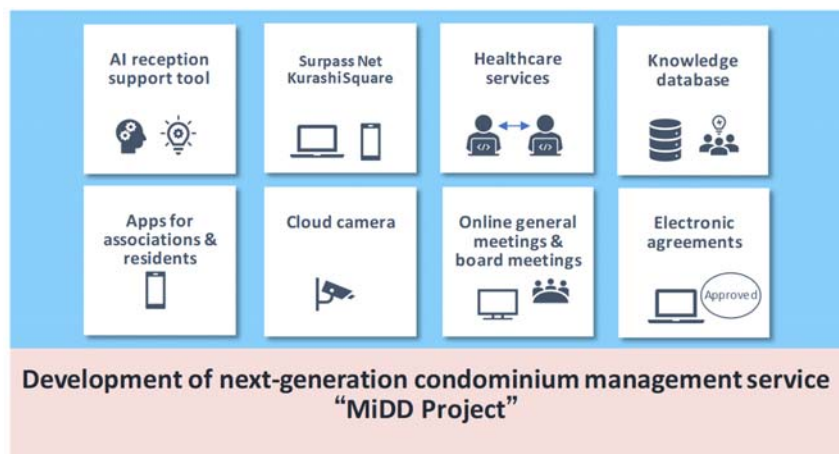 AI reception
support tool
Surpass Net
Kurashi Square
Healthcare
services
Knowledge
database
</>
</>
Apps for
associations &
residents
Cloud camera
Online general
meetings &
board meetings
Electronic
agreements
Approved
Development of next-generation condominium management service
“MiDD Project”